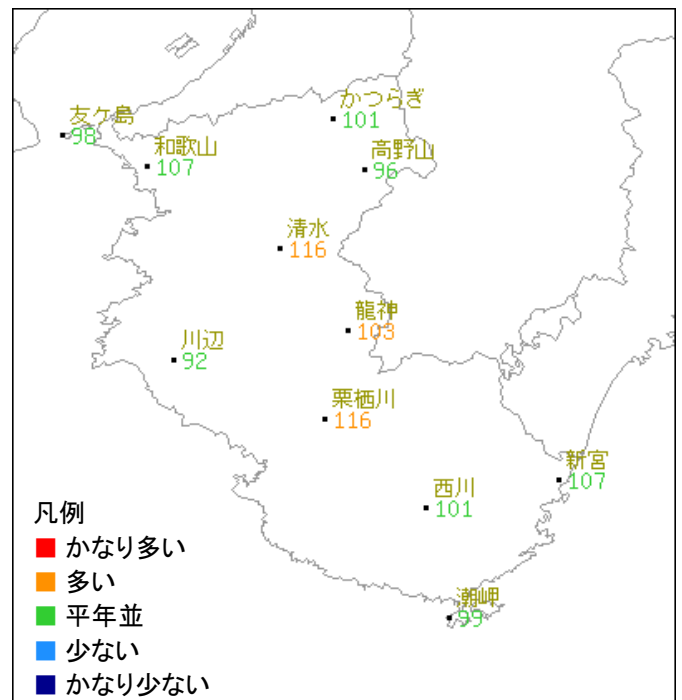 かつらぎ
101
友ケ島
98
和歌山
107
高野山
96
清水
116
龍神
103
川辺
92
栗栖川
116
新宮
107
西川
101
潮岬
99
凡例
かなり多い
多い
平年並
少ない
かなり少ない